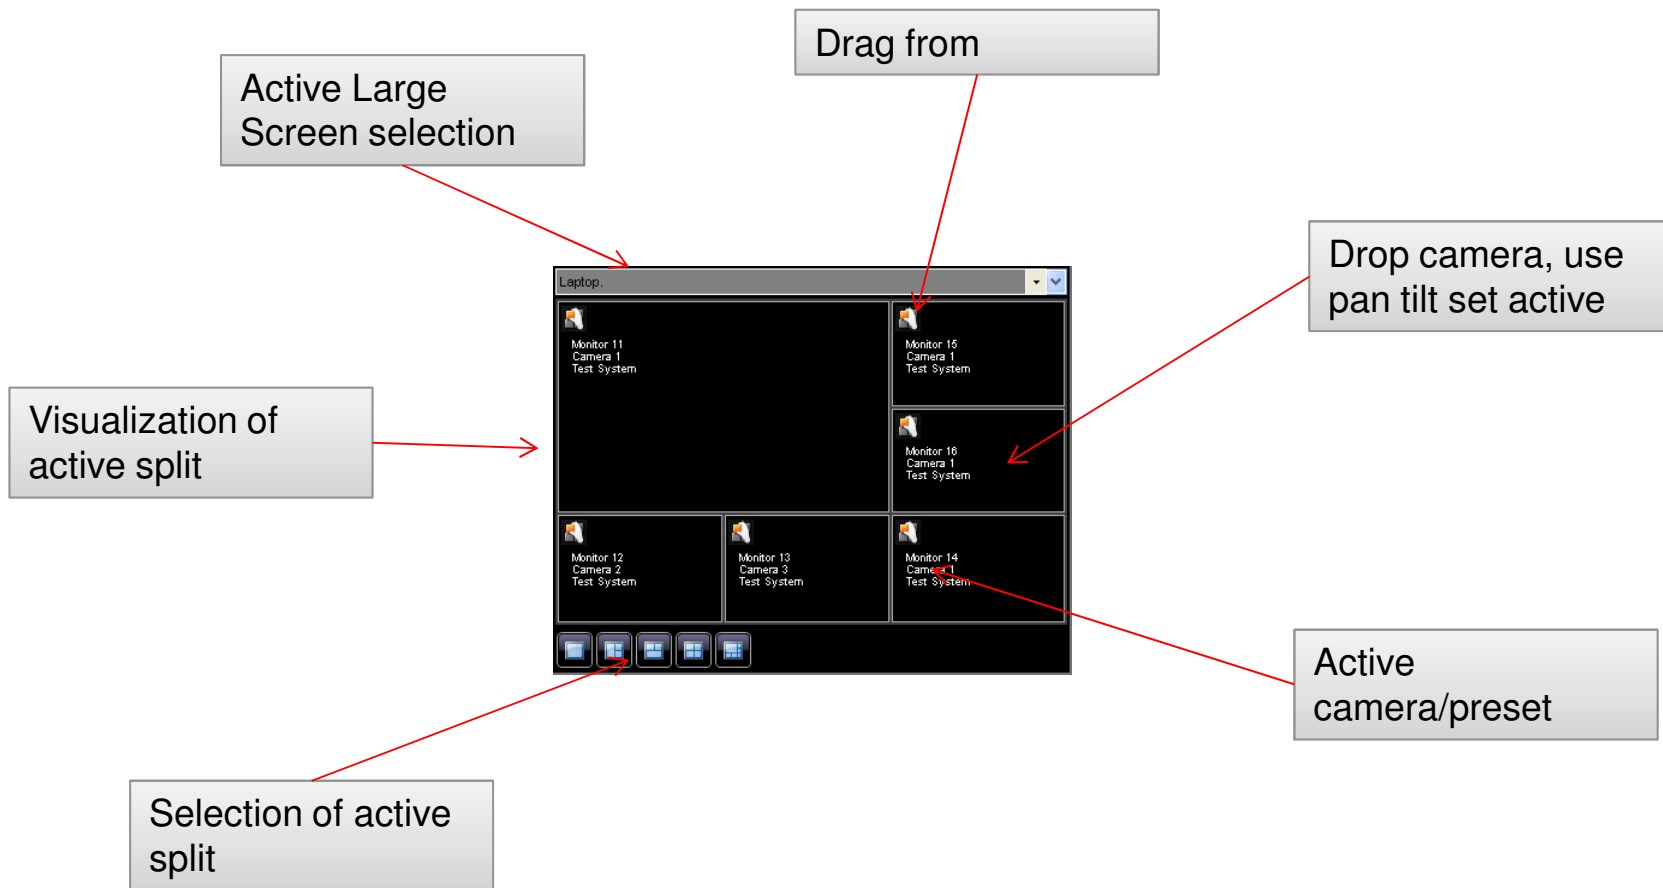 Drag from
Active Large
Screen selection
Drop camera, use
pan tilt set active
Laptop.
Monitor 11
Camera 1
Test System
Monitor 15
Camera 1
Test System
Visualization of
active split
Monitor 16
Camera 1
Test System
Monitor 12
Camera 2
Test System
Monitor 13
Camera 3
Test System
Monitor 14
Camera 1
Test System
Active
camera/preset
Selection of active
split